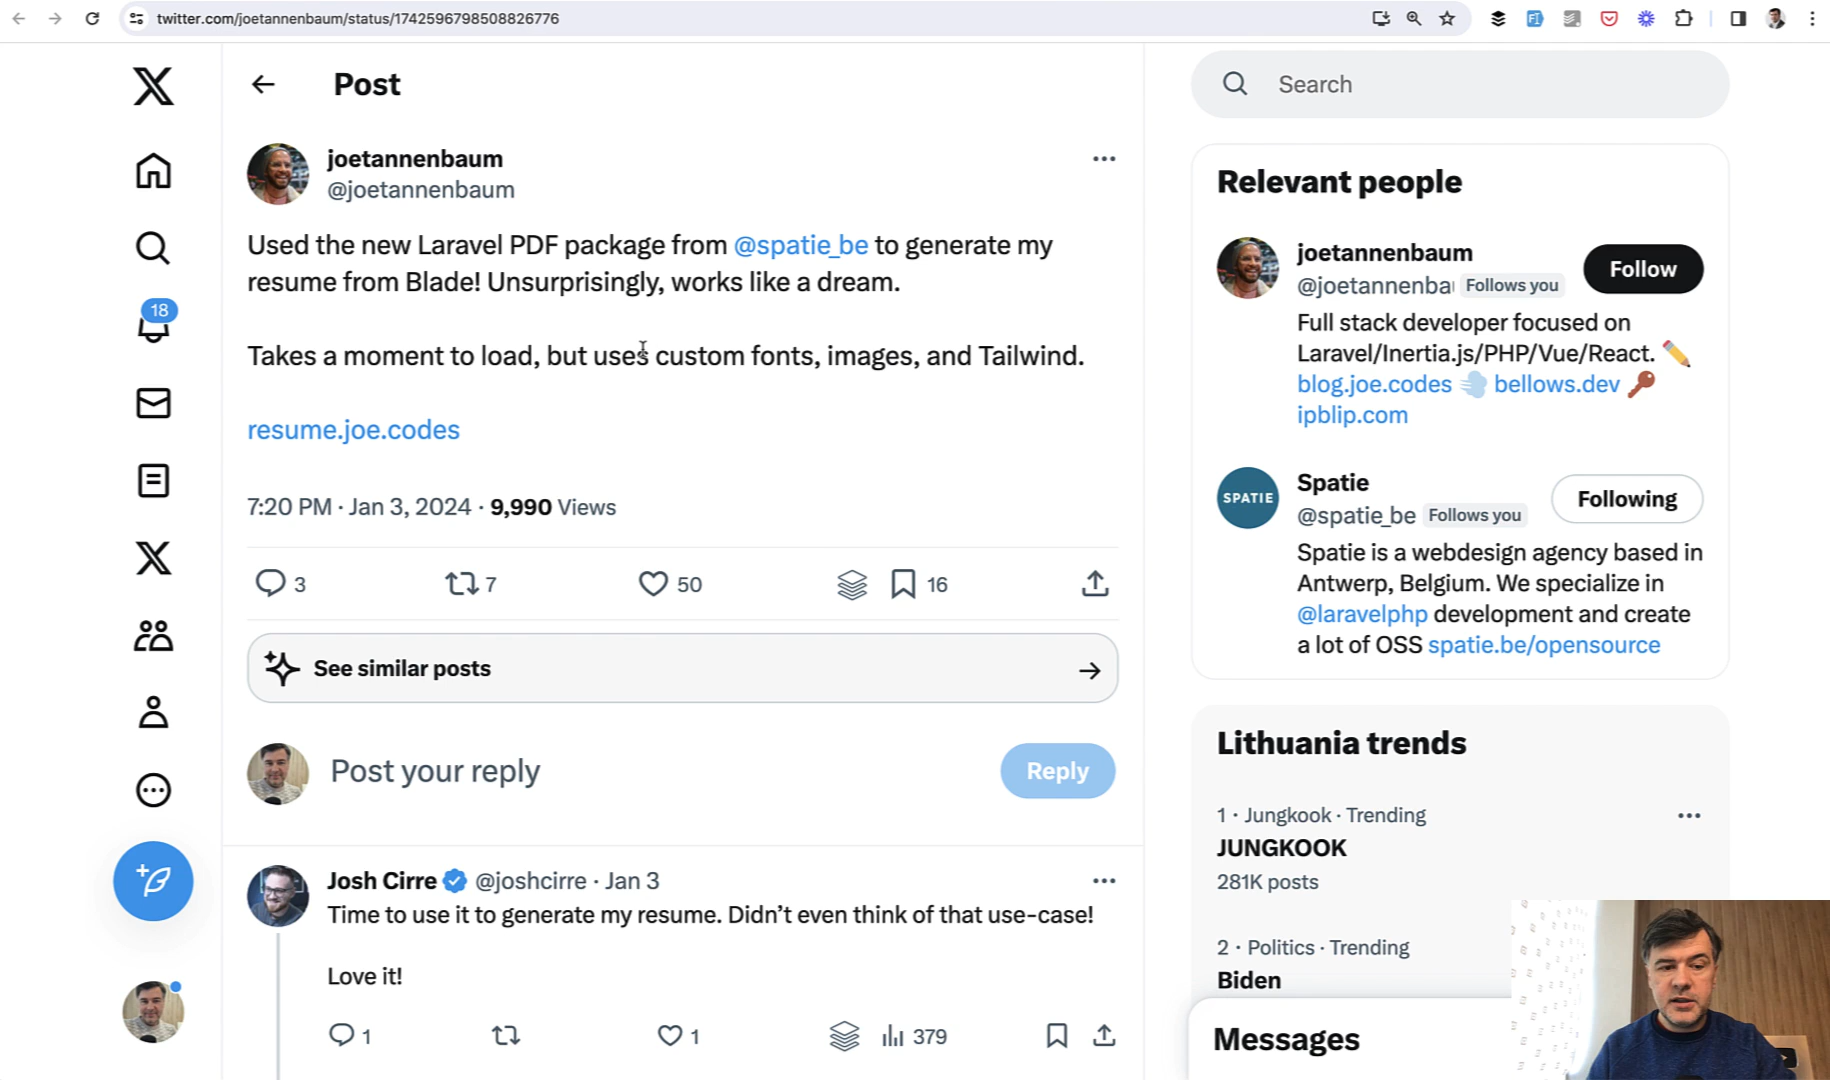 twitter.com/joetannenbaum/status/1742596798508826776
Post
Search
joetannenbaum
@joetannenbaum
Used the new Laravel PDF package from @spatie_be to generate my
resume from Blade! Unsurprisingly, works like a dream.
Takes a moment to load, but uses custom fonts, images, and Tailwind.
resume.joe.codes
7:20 PM · Jan 3, 2024 · 9,990 Views
3
7
50
16
See similar posts
Post your reply
Reply
Josh Cirre @joshcirre · Jan 3
Time to use it to generate my resume. Didn't even think of that use-case!
Love it!
1
1
379
18
Relevant people
joetannenbaum
Follow
@joetannenba
Follows you
Full stack developer focused on
Laravel/Inertia.js/PHP/Vue/React.
blog.joe.codes bellows.dev
ipblip.com
SPATIE
Spatie
Following
@spatie_be Follows you
Spatie is a webdesign agency based in
Antwerp, Belgium. We specialize in
@laravelphp development and create
a lot of OSS spatie.be/opensource
Lithuania trends
1 · Jungkook · Trending
JUNGKOOK
281K posts
2 · Politics · Trending
Biden
Messages